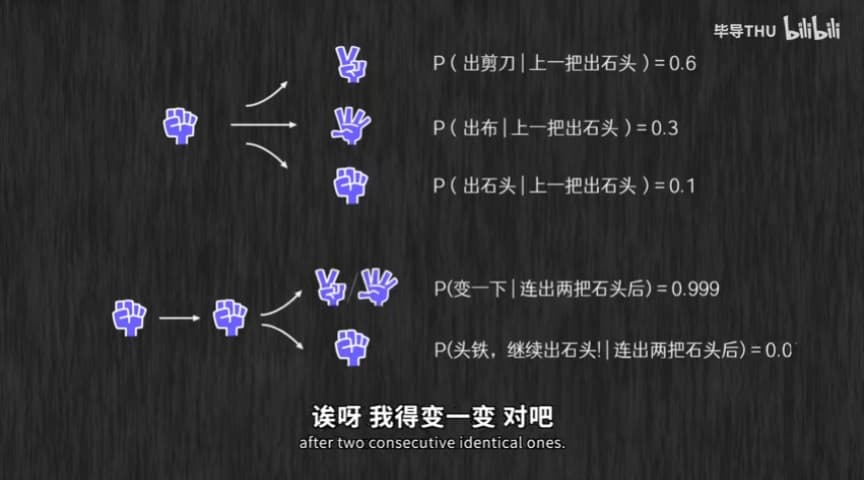 毕导THU bilibili
P ( 出剪刀 | 上一把出石头 ) = 0.6
P ( 出布 | 上一把出石头 ) = 0.3
P ( 出石头 | 上一把出石头 ) = 0.1
P(变一下 | 连出两把石头后) = 0.999
P(头铁，继续出石头! | 连出两把石头后) = 0.0
诶呀 我得变一变 对吧
after two consecutive identical ones.